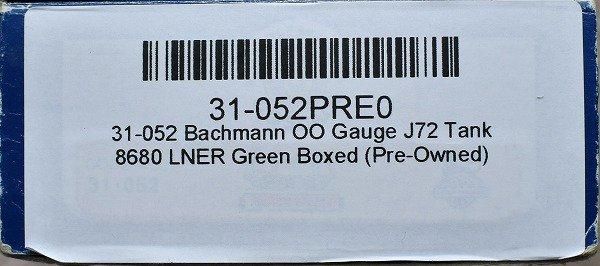 31-052PRE0
31-052 Bachmann OO Gauge J72 Tank
8680 LNER Green Boxed (Pre-Owned)
31-052